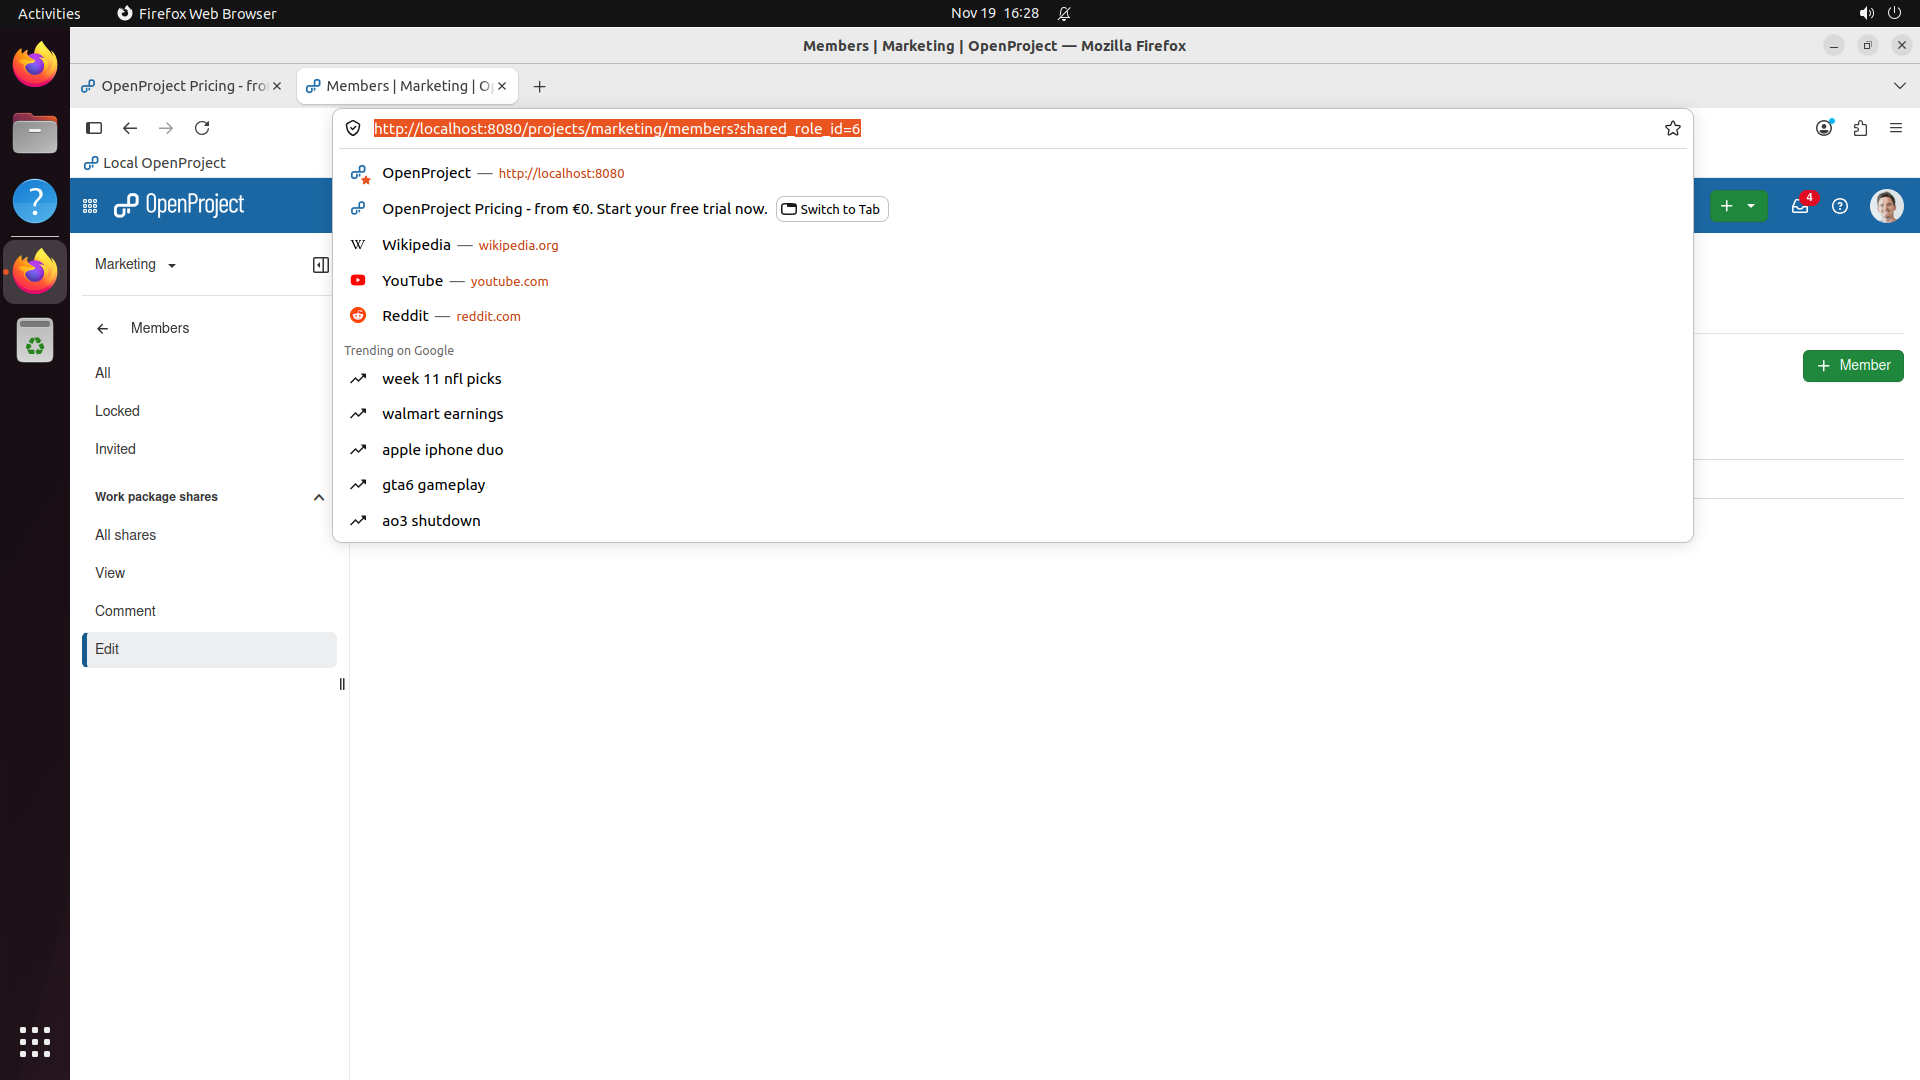 Activities
Firefox Web Browser
Nov 19 16:28
Members | Marketing | OpenProject — Mozilla Firefox
OpenProject Pricing - fro
Members | Marketing | O
http://localhost:8080/projects/marketing/members?shared_role_id=6
Local OpenProject
OpenProject — http://localhost:8080
OpenProject Pricing - from €0. Start your free trial now. Switch to Tab
Wikipedia — wikipedia.org
YouTube — youtube.com
Reddit — reddit.com
Trending on Google
week 11 nfl picks
walmart earnings
apple iphone duo
gta6 gameplay
ao3 shutdown
OpenProject
4
Marketing
Members
All
Locked
Invited
Work package shares
All shares
View
Comment
Edit
Member